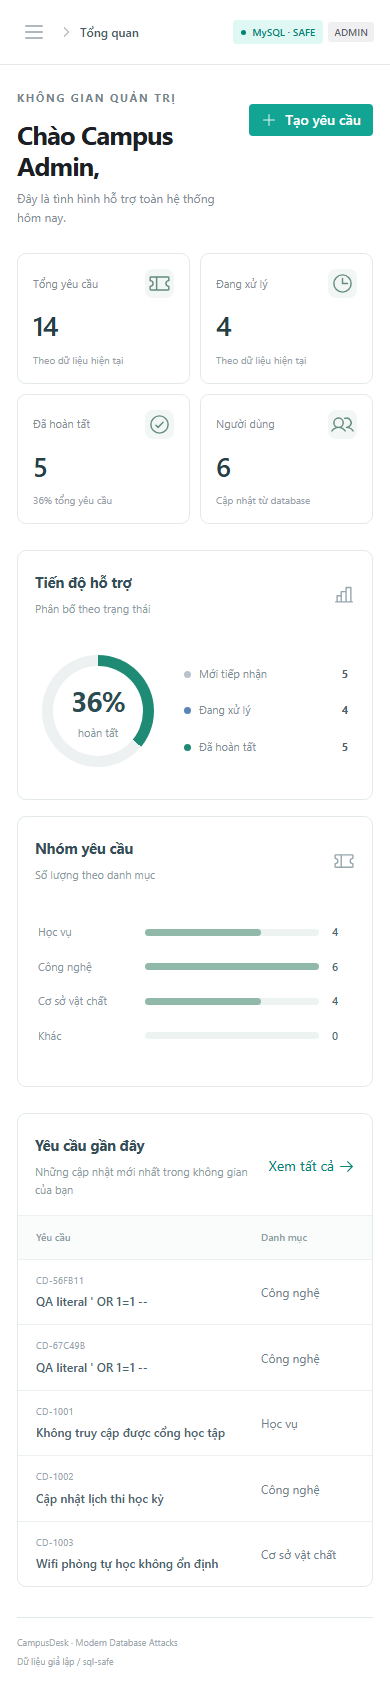 Tổng quan
MySQL · SAFE
ADMIN
KHÔNG GIAN QUẢN TRỊ
Chào Campus
Admin,
Tạo yêu cầu
Đây là tình hình hỗ trợ toàn hệ thống
hôm nay.
Tổng yêu cầu
14
Theo dữ liệu hiện tại
Đang xử lý
4
Theo dữ liệu hiện tại
Đã hoàn tất
5
36% tổng yêu cầu
Người dùng
6
Cập nhật từ database
Tiến độ hỗ trợ
Phân bổ theo trạng thái
36%
hoàn tất
Mới tiếp nhận 5
Đang xử lý 4
Đã hoàn tất 5
Nhóm yêu cầu
Số lượng theo danh mục
Học vụ 4
Công nghệ 6
Cơ sở vật chất 4
Khác 0
Yêu cầu gần đây
Những cập nhật mới nhất trong không gian
của bạn
Xem tất cả →
Yêu cầu Danh mục
CD-56FB11
QA literal ' OR 1=1 -- Công nghệ
CD-67C49B
QA literal ' OR 1=1 -- Công nghệ
CD-1001
Không truy cập được cổng học tập Học vụ
CD-1002
Cập nhật lịch thi học kỳ Công nghệ
CD-1003
Wifi phòng tự học không ổn định Cơ sở vật chất
CampusDesk · Modern Database Attacks
Dữ liệu giả lập / sql-safe